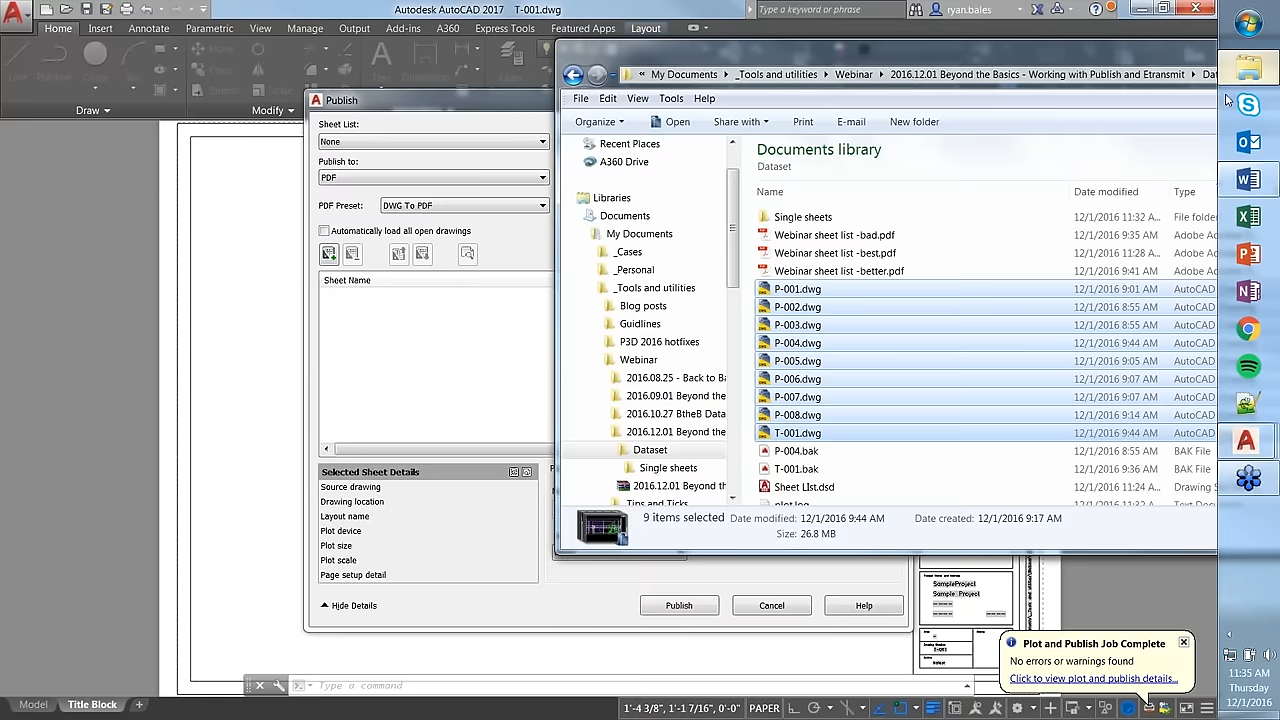 Autodesk AutoCAD 2017 T-001.dwg
Type a keyword or phrase
ryan.bales
Home Insert Annotate Parametric View Manage Output Add-ins A360 Express Tools Featured Apps Layout
Draw
Modify
Publish
Sheet List:
None
Publish to:
PDF
PDF Preset:
DWG To PDF
Automatically load all open drawings
Sheet Name
Selected Sheet Details
Source drawing
Drawing location
Layout name
Plot device
Plot size
Plot scale
Page setup detail
Hide Details
Publish
Cancel
Help
« My Documents _Tools and utilities Webinar 2016.12.01 Beyond the Basics - Working with Publish and Etransmit
File Edit View Tools Help
Organize Open Share with Print E-mail New folder
Recent Places
A360 Drive
Libraries
Documents
My Documents
_Cases
_Personal
_Tools and utilities
Blog posts
Guidlines
P3D 2016 hotfixes
Webinar
2016.08.25 - Back to Ba
2016.09.01 Beyond the
2016.10.27 BtheB Data
2016.12.01 Beyond the
Dataset
Single sheets
2016.12.01 Beyond th
Tips and Ticks
Documents library
Dataset
Name Date modified Type
Single sheets 12/1/2016 11:32 A... File folder
Webinar sheet list -bad.pdf 12/1/2016 9:35 AM Adobe A
Webinar sheet list -best.pdf 12/1/2016 11:28 A... Adobe A
Webinar sheet list -better.pdf 12/1/2016 9:41 AM Adobe A
P-001.dwg 12/1/2016 9:01 AM AutoCAD
P-002.dwg 12/1/2016 8:55 AM AutoCAD
P-003.dwg 12/1/2016 8:55 AM AutoCAD
P-004.dwg 12/1/2016 9:44 AM AutoCAD
P-005.dwg 12/1/2016 9:05 AM AutoCAD
P-006.dwg 12/1/2016 9:07 AM AutoCAD
P-007.dwg 12/1/2016 9:07 AM AutoCAD
P-008.dwg 12/1/2016 9:14 AM AutoCAD
T-001.dwg 12/1/2016 9:44 AM AutoCAD
P-004.bak 12/1/2016 8:55 AM BAK File
T-001.bak 12/1/2016 9:36 AM BAK File
Sheet LIst.dsd 12/1/2016 11:24 A... Drawing S
plot.log
9 items selected Date modified: 12/1/2016 9:44 AM Date created: 12/1/2016 9:17 AM
Size: 26.8 MB
SampleProject
Sample Project
Plot and Publish Job Complete
No errors or warnings found
Click to view plot and publish details...
Type a command
Model Title Block
1'-4 3/8", 1'-1 7/16", 0'-0" PAPER
11:35 AM
Thursday
12/1/2016